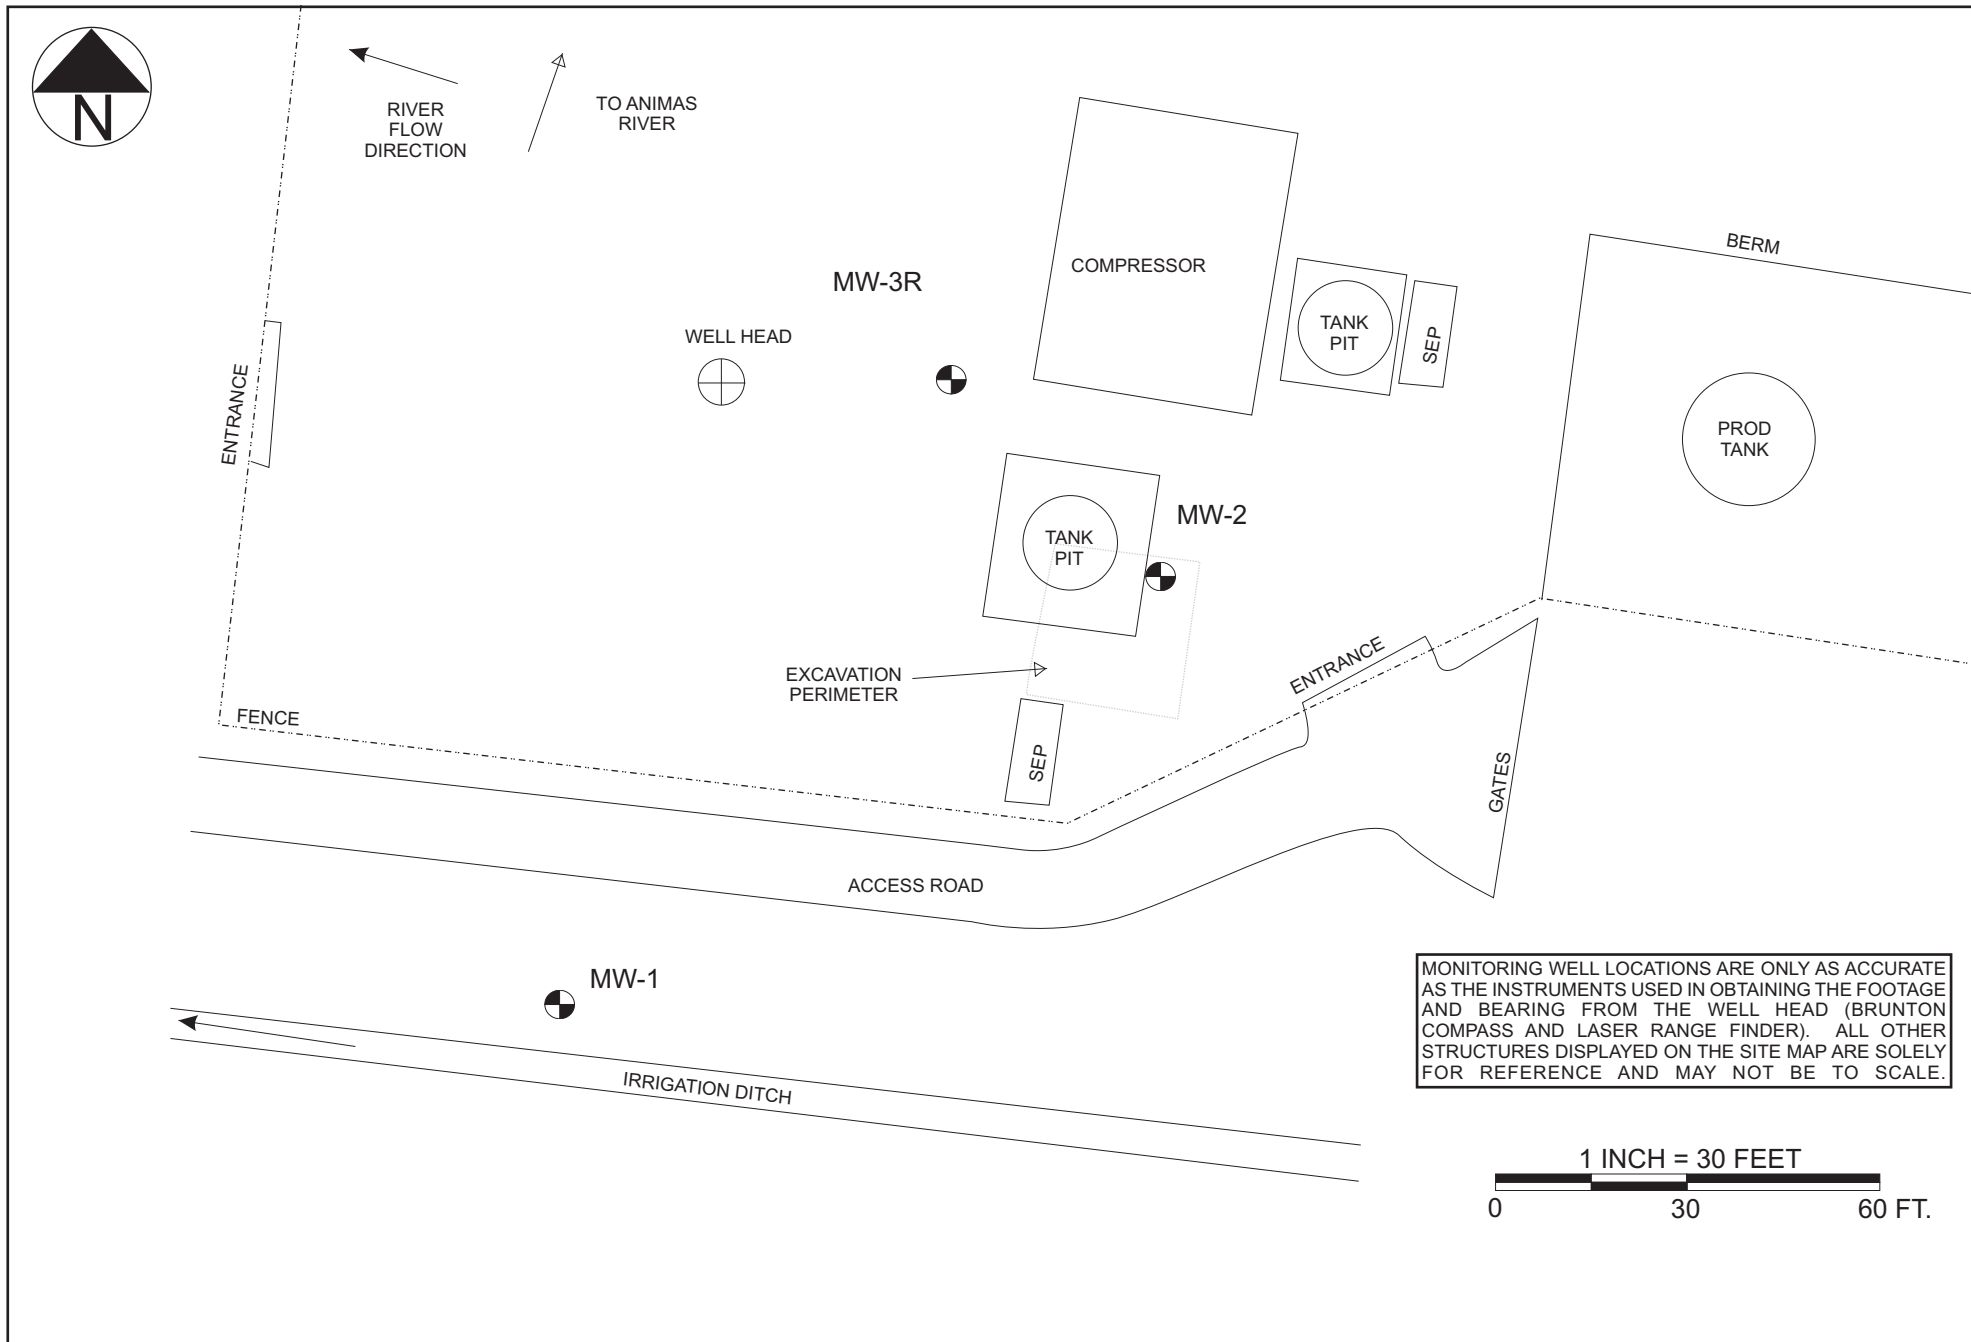 N
RIVER
FLOW
DIRECTION
TO ANIMAS
RIVER
BERM
COMPRESSOR
MW-3R
WELL HEAD
TANK
PIT
SEP
ENTRANCE
PROD
TANK
MW-2
TANK
PIT
ENTRANCE
EXCAVATION
PERIMETER
FENCE
SEP
GATES
ACCESS ROAD
MW-1
IRRIGATION DITCH
MONITORING WELL LOCATIONS ARE ONLY AS ACCURATE
AS THE INSTRUMENTS USED IN OBTAINING THE FOOTAGE
AND BEARING FROM THE WELL HEAD (BRUNTON
COMPASS AND LASER RANGE FINDER). ALL OTHER
STRUCTURES DISPLAYED ON THE SITE MAP ARE SOLELY
FOR REFERENCE AND MAY NOT BE TO SCALE.
1 INCH = 30 FEET
0 30 60 FT.